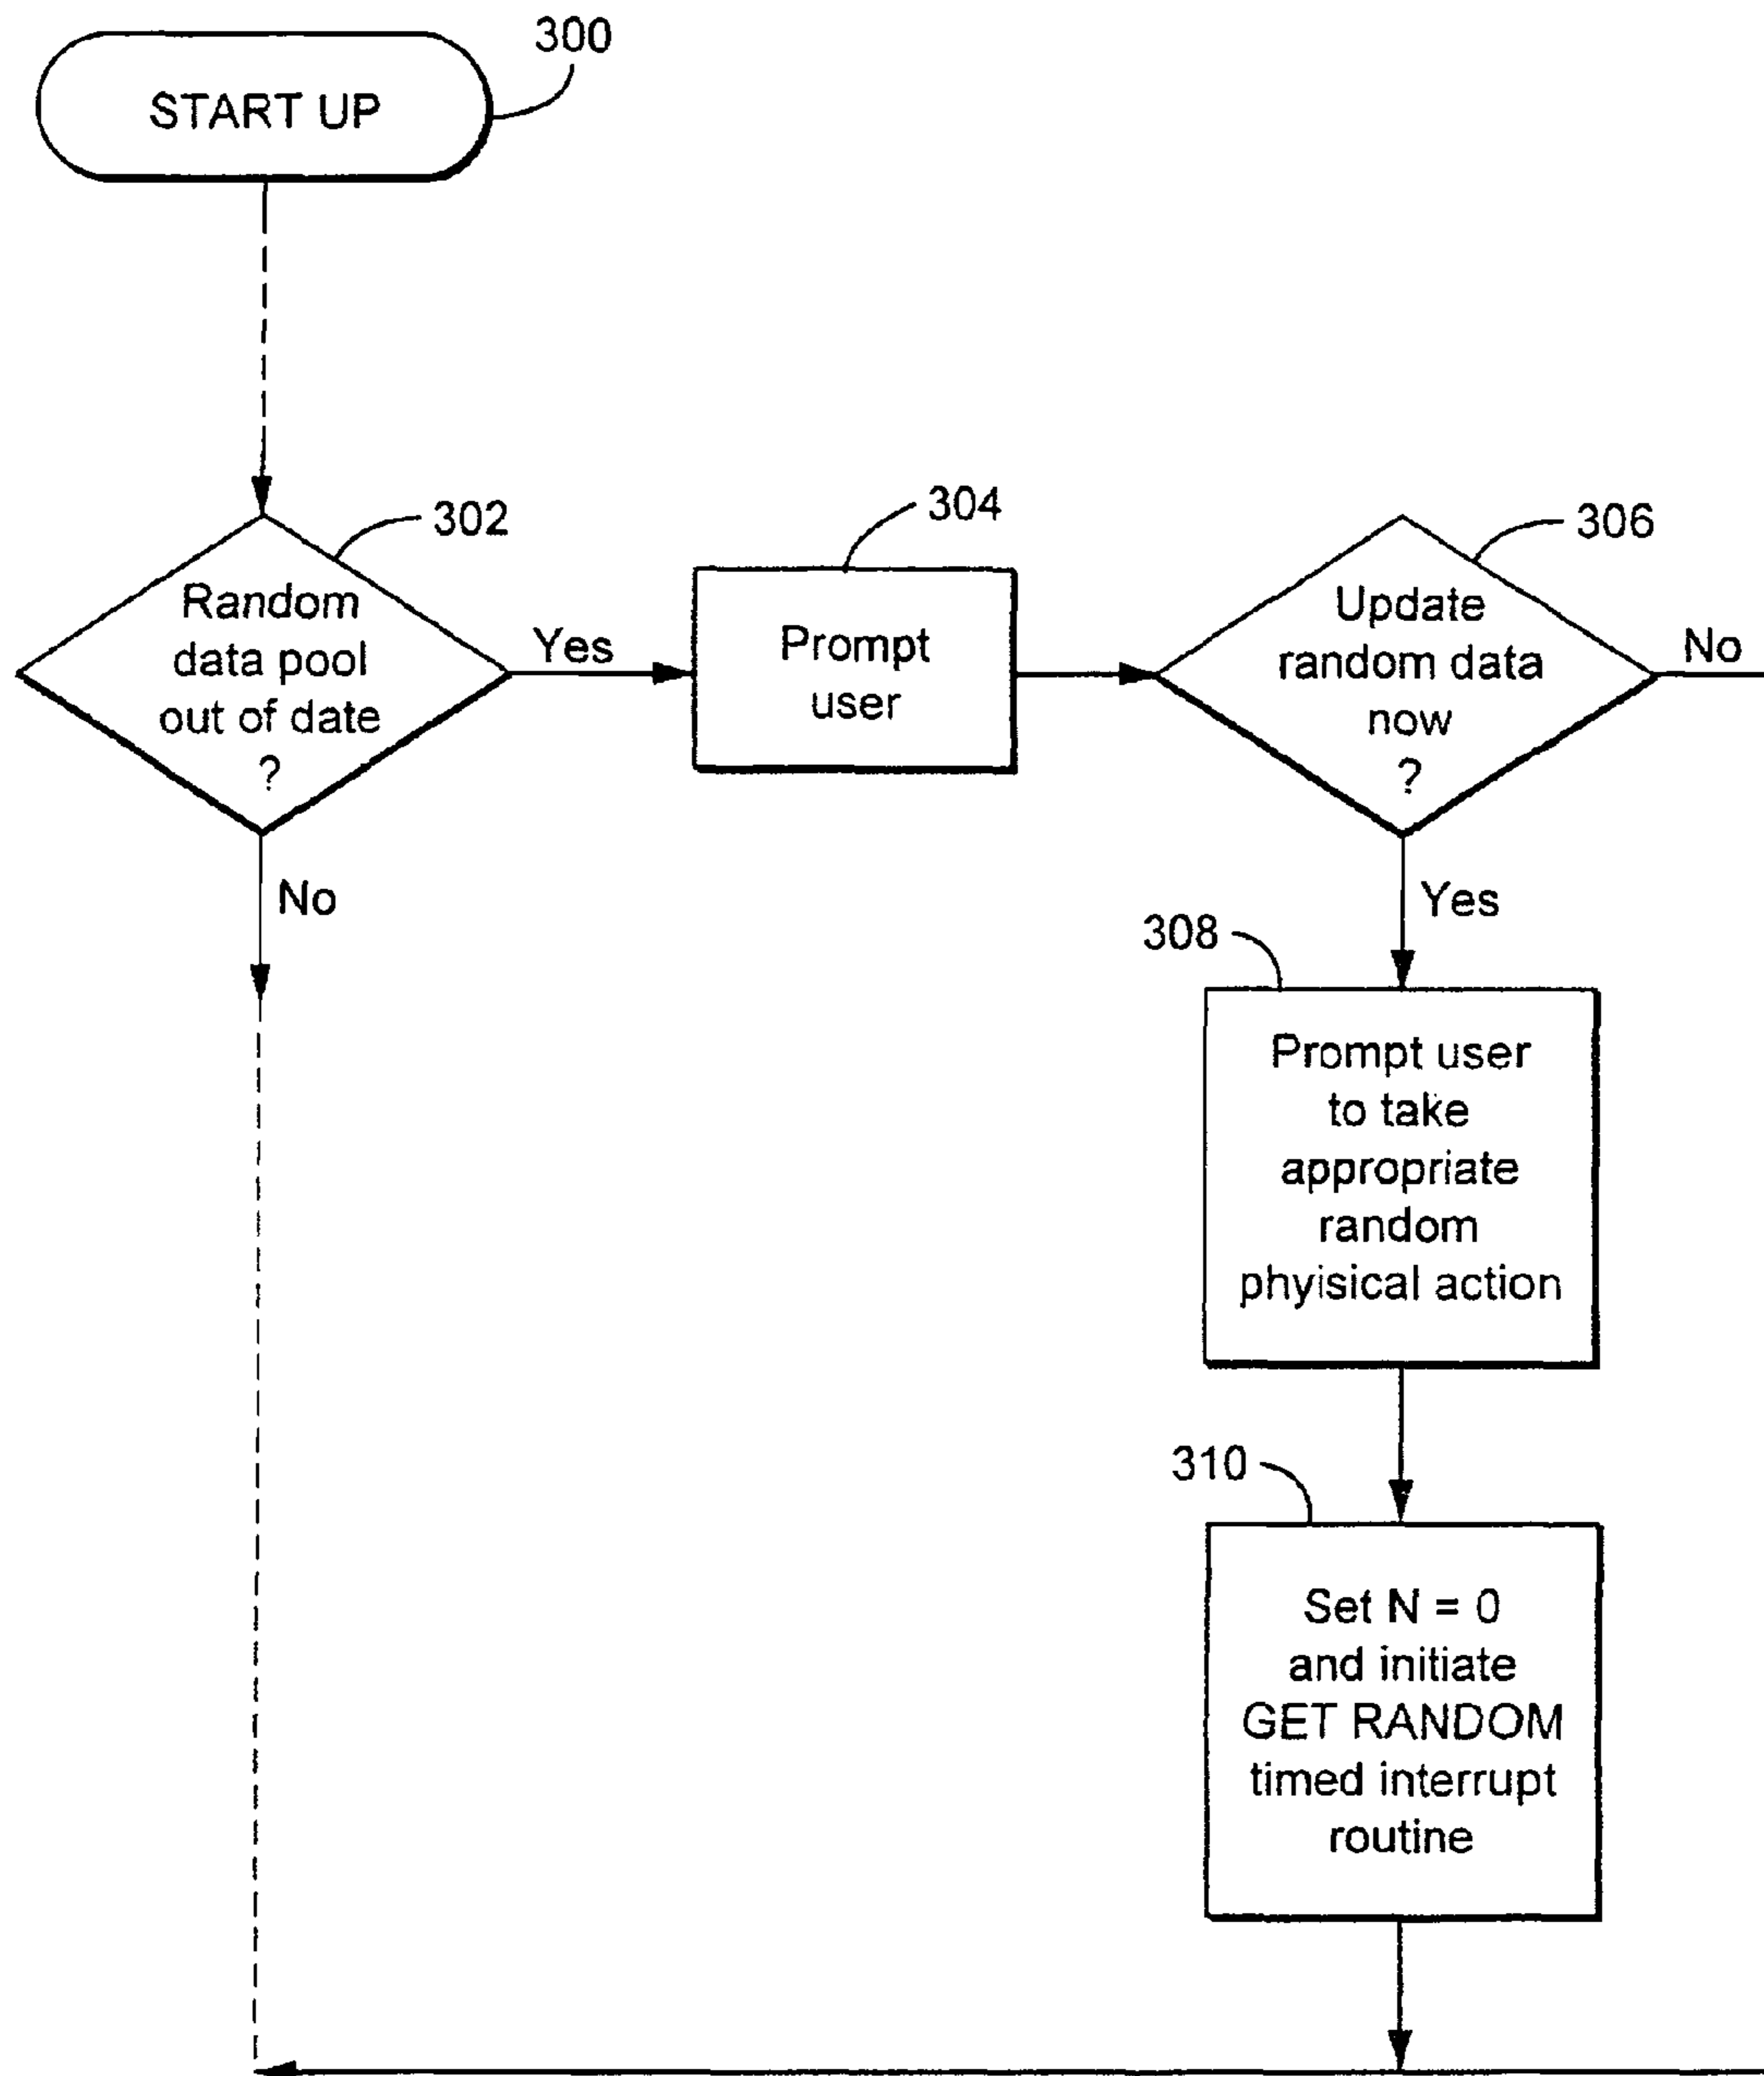 300
START UP
302
Random
data pool
out of date
?
Yes
No
304
Prompt
user
306
Update
random data
now
?
No
Yes
308
Prompt user
to take
appropriate
random
phyisical action
310
Set N = 0
and initiate
GET RANDOM
timed interrupt
routine